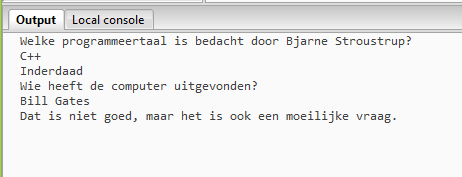 Output Local console
Welke programmeertaal is bedacht door Bjarne Stroustrup?
C++
Inderdaad
Wie heeft de computer uitgevonden?
Bill Gates
Dat is niet goed, maar het is ook een moeilijke vraag.